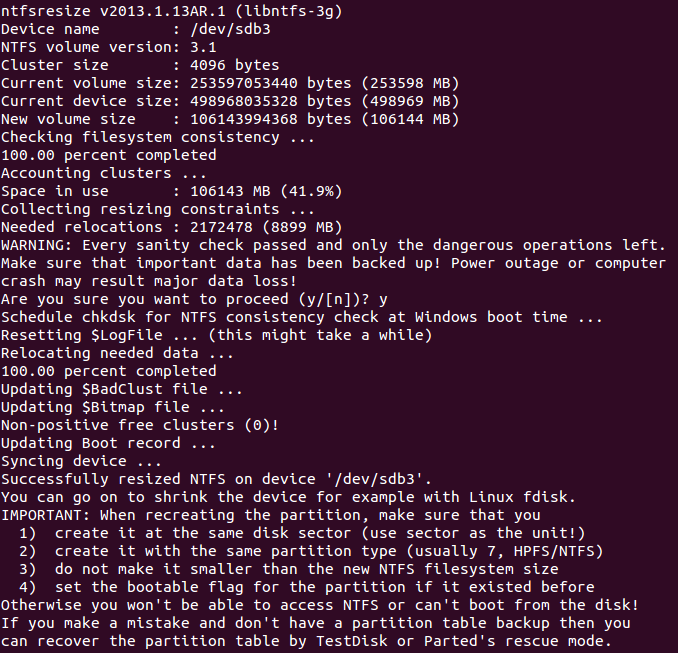 ntfsresize v2013.1.13AR.1 (libntfs-3g)
Device name        : /dev/sdb3
NTFS volume version: 3.1
Cluster size       : 4096 bytes
Current volume size: 253597053440 bytes (253598 MB)
Current device size: 498968035328 bytes (498969 MB)
New volume size    : 106143994368 bytes (106144 MB)
Checking filesystem consistency ...
100.00 percent completed
Accounting clusters ...
Space in use       : 106143 MB (41.9%)
Collecting resizing constraints ...
Needed relocations : 2172478 (8899 MB)
WARNING: Every sanity check passed and only the dangerous operations left.
Make sure that important data has been backed up! Power outage or computer
crash may result major data loss!
Are you sure you want to proceed (y/[n])? y
Schedule chkdsk for NTFS consistency check at Windows boot time ...
Resetting $LogFile ... (this might take a while)
Relocating needed data ...
100.00 percent completed
Updating $BadClust file ...
Updating $Bitmap file ...
Non-positive free clusters (0)!
Updating Boot record ...
Syncing device ...
Successfully resized NTFS on device '/dev/sdb3'.
You can go on to shrink the device for example with Linux fdisk.
IMPORTANT: When recreating the partition, make sure that you
  1)  create it at the same disk sector (use sector as the unit!)
  2)  create it with the same partition type (usually 7, HPFS/NTFS)
  3)  do not make it smaller than the new NTFS filesystem size
  4)  set the bootable flag for the partition if it existed before
Otherwise you won't be able to access NTFS or can't boot from the disk!
If you make a mistake and don't have a partition table backup then you
can recover the partition table by TestDisk or Parted's rescue mode.